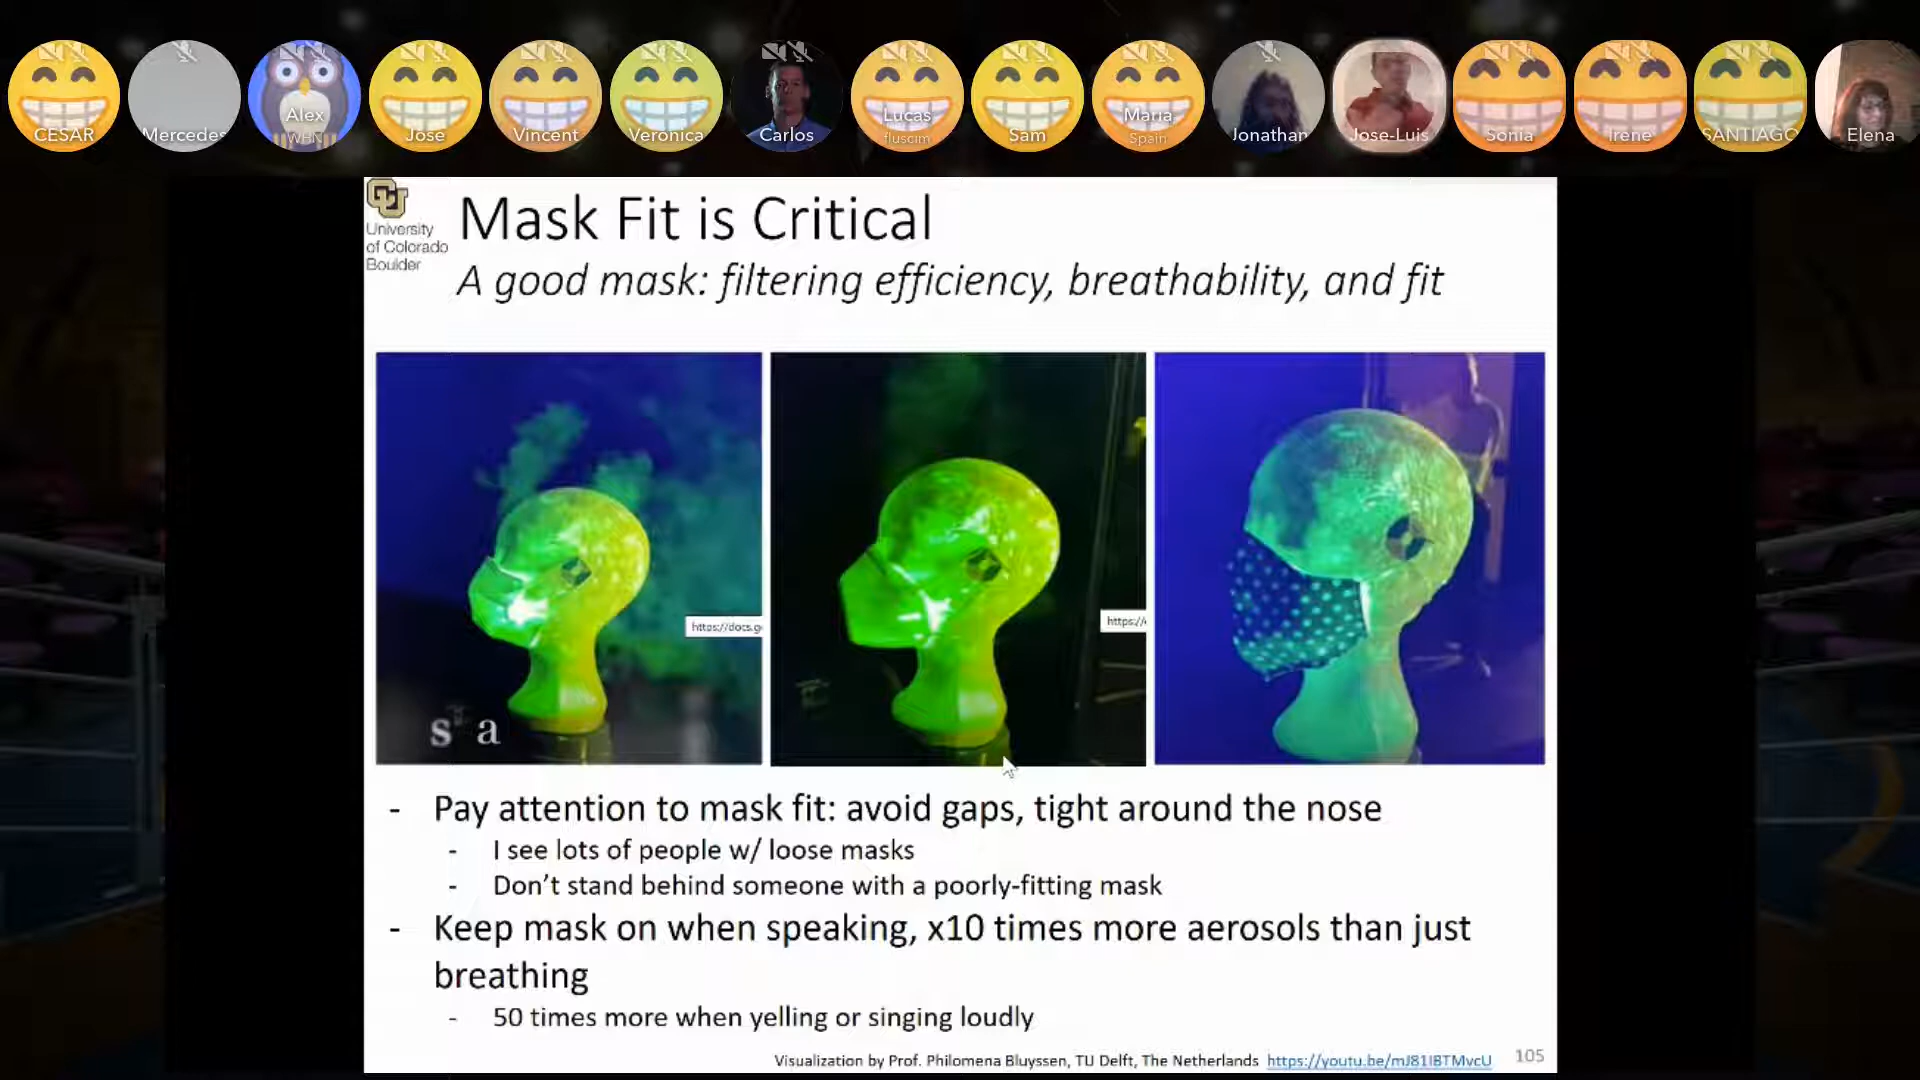 CESAR
Mercedes
Alex
WBN
Jose
Vincent
Veronica
Carlos
Lucas
fluscim
Sam
Maria
Spain
Jonathan
Jose-Luis
Sonia
Irene
SANTIAGO
Elena
CU
University
of Colorado
Boulder
Mask Fit is Critical
A good mask: filtering efficiency, breathability, and fit
https://docs.g
https://
s a
- Pay attention to mask fit: avoid gaps, tight around the nose
- I see lots of people w/ loose masks
- Don't stand behind someone with a poorly-fitting mask
- Keep mask on when speaking, x10 times more aerosols than just
breathing
- 50 times more when yelling or singing loudly
Visualization by Prof. Philomena Bluyssen, TU Delft, The Netherlands https://youtu.be/mJ81IBTMvcU 105